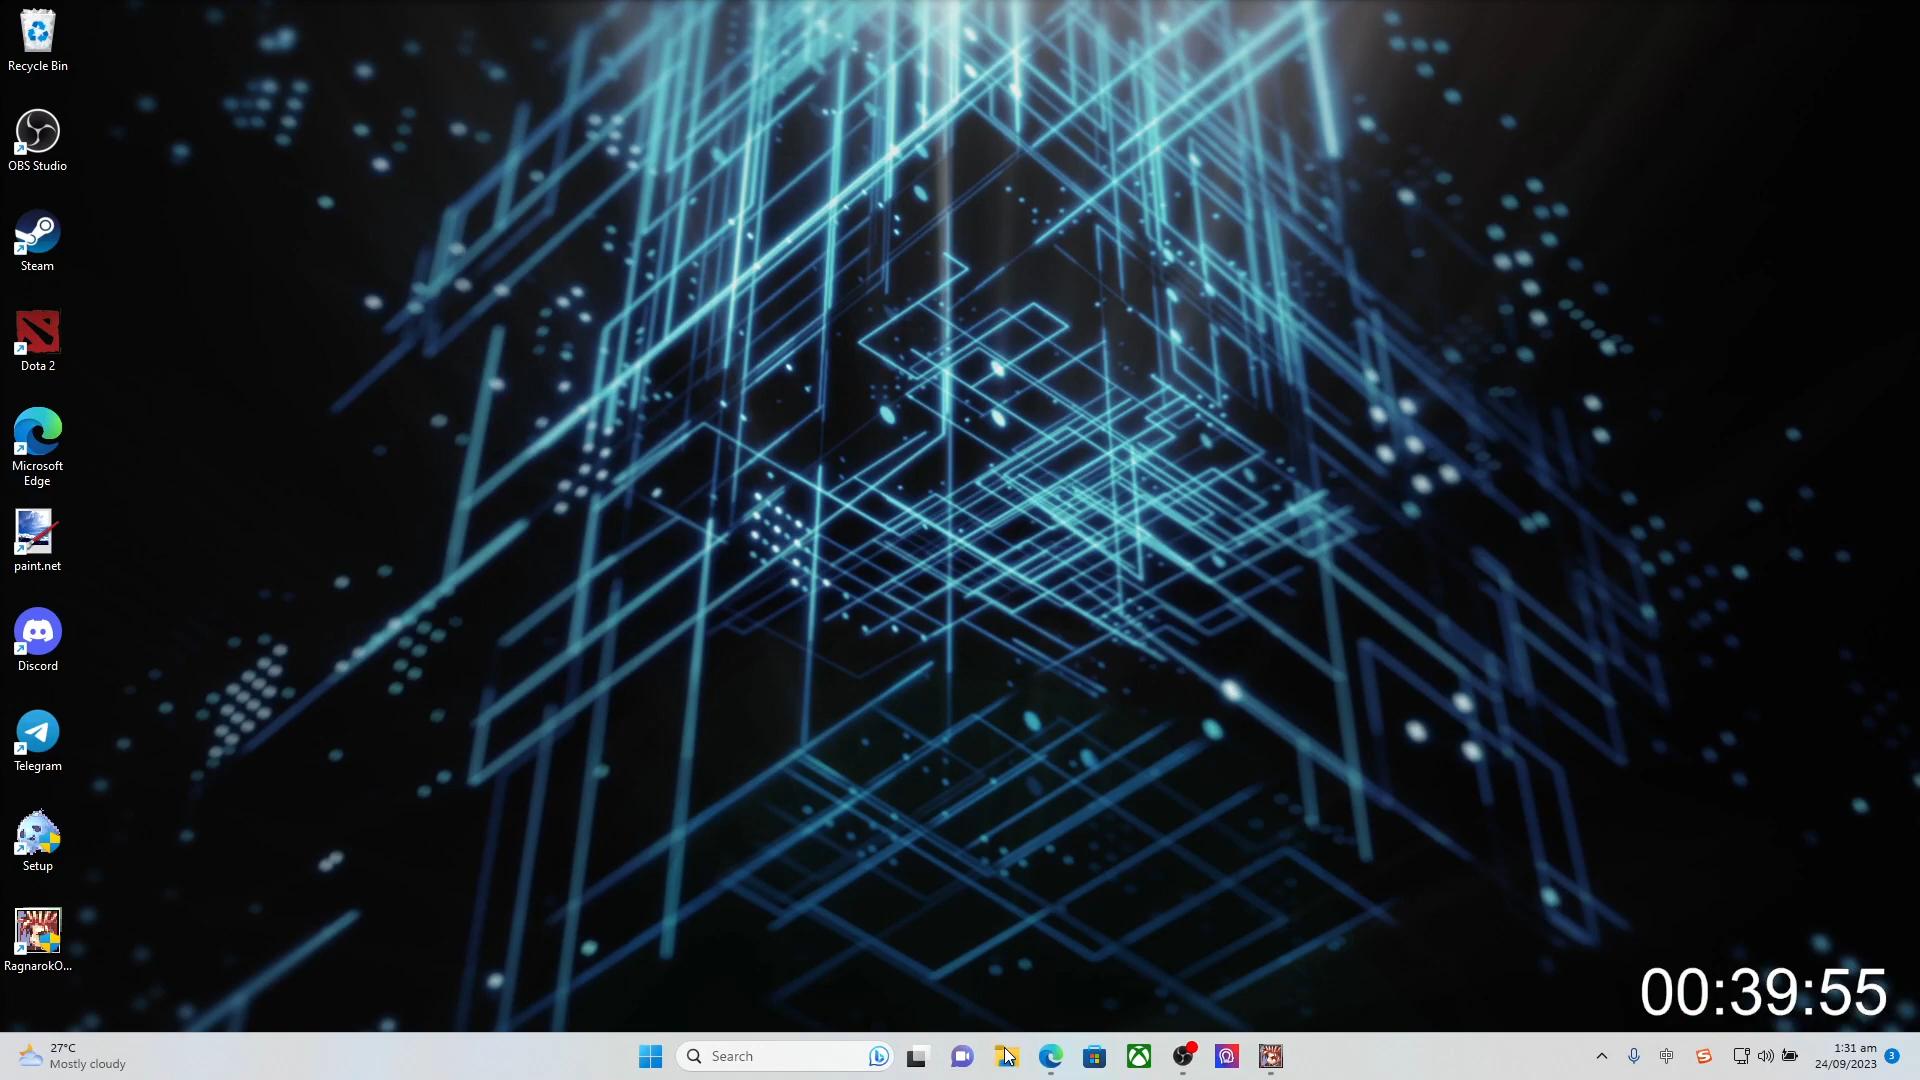 Recycle Bin
OBS Studio
Steam
Dota 2
Microsoft
Edge
paint.net
Discord
Telegram
Setup
RagnarokO...
00:39:55
27°C
Mostly cloudy
Search
中
1:31 am
24/09/2023
3